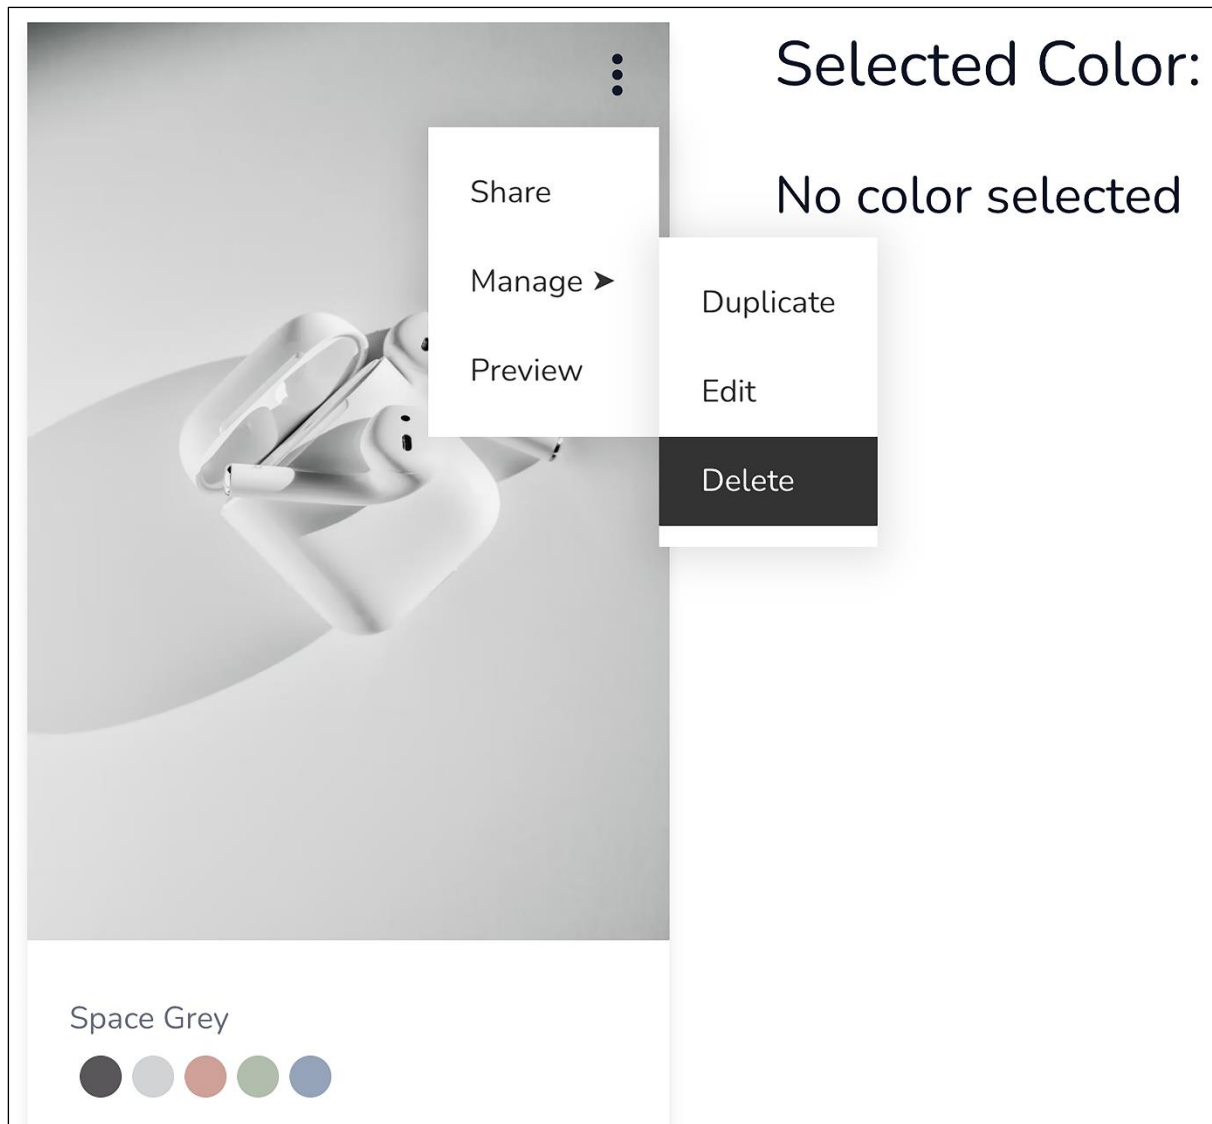 Selected Color:
No color selected
Share
Manage ➤
Preview
Duplicate
Edit
Delete
Space Grey